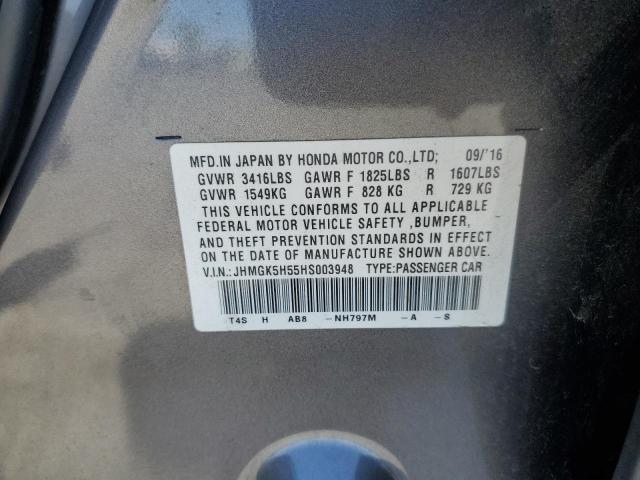 MFD.IN JAPAN BY HONDA MOTOR CO.,LTD; 09/'16
GVWR 3416LBS GAWR F 1825LBS R 1607LBS
GVWR 1549KG GAWR F 828 KG R 729 KG
THIS VEHICLE CONFORMS TO ALL APPLICABLE
FEDERAL MOTOR VEHICLE SAFETY ,BUMPER,
AND THEFT PREVENTION STANDARDS IN EFFECT
ON THE DATE OF MANUFACTURE SHOWN ABOVE.
V.I.N.:JHMGK5H55HS003948 TYPE:PASSENGER CAR
T4S H AB8 -NH797M -A -S